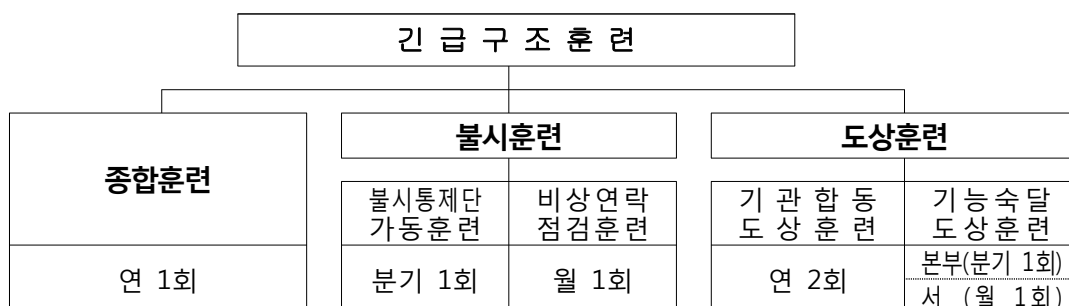 긴 급 구 조 훈 련
종합훈련
불시훈련
도상훈련
불시통제단
가동훈련
비상연락
점검훈련
기 관 합 동
도 상 훈 련
기능숙달
도상훈련
연 1회
분기 1회
월 1회
연 2회
본부(분기 1회)
서 (월 1회)